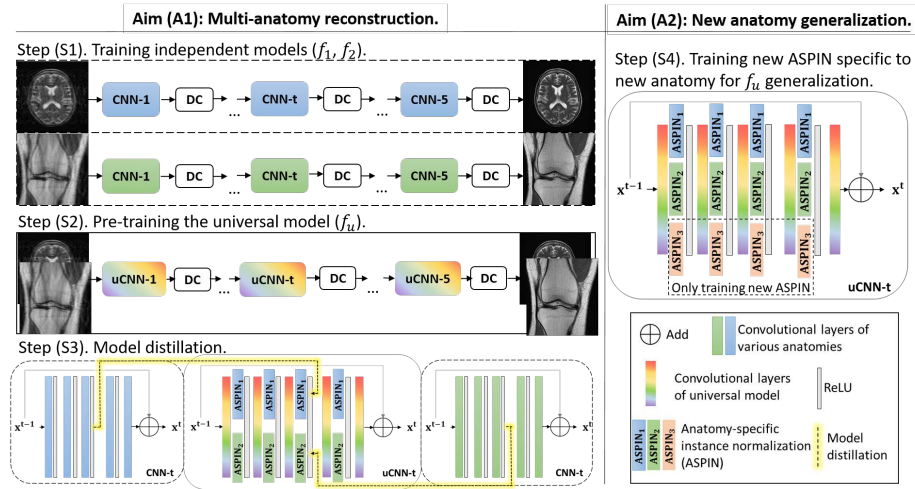 Aim (A1): Multi-anatomy reconstruction.
Step (S1). Training independent models (f₁, f₂).
CNN-1 DC ... CNN-t DC ... CNN-5 DC
CNN-1 DC ... CNN-t DC ... CNN-5 DC
Step (S2). Pre-training the universal model (fᵤ).
uCNN-1 DC ... uCNN-t DC ... uCNN-5 DC
Step (S3). Model distillation.
xᵗ⁻¹ xᵗ CNN-t
xᵗ⁻¹ ASPIN₁ ASPIN₁ ASPIN₁ ASPIN₁ xᵗ
ASPIN₂ ASPIN₂ ASPIN₂ ASPIN₂
uCNN-t
xᵗ⁻¹ xᵗ CNN-t
Aim (A2): New anatomy generalization.
Step (S4). Training new ASPIN specific to
new anatomy for fᵤ generalization.
ASPIN₁ ASPIN₁ ASPIN₁ ASPIN₁
xᵗ⁻¹ ASPIN₂ ASPIN₂ ASPIN₂ ASPIN₂ xᵗ
ASPIN₃ ASPIN₃ ASPIN₃ ASPIN₃
Only training new ASPIN
uCNN-t
Add
Convolutional layers of
various anatomies
Convolutional layers
of universal model
ReLU
ASPIN₁ ASPIN₂ ASPIN₃
Anatomy-specific
instance normalization
(ASPIN)
Model
distillation